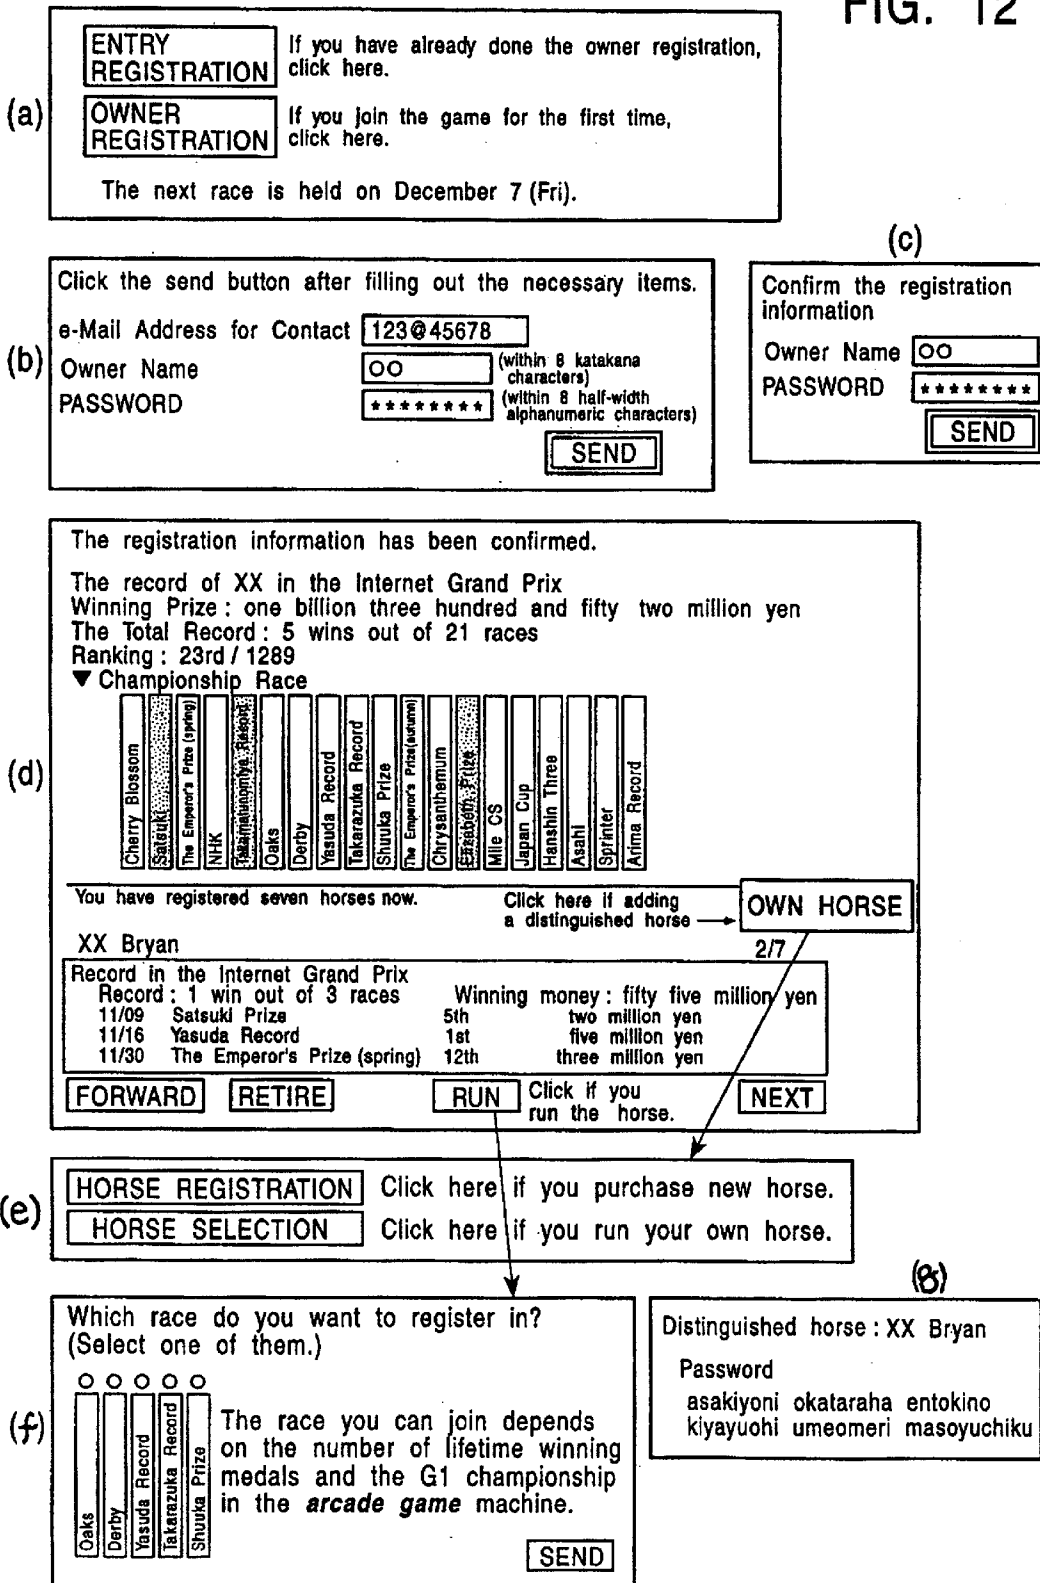 FIG. 12
(a)
ENTRY REGISTRATION
If you have already done the owner registration, click here.
OWNER REGISTRATION
If you join the game for the first time, click here.
The next race is held on December 7 (Fri).
(b)
Click the send button after filling out the necessary items.
e-Mail Address for Contact 123@45678
Owner Name OO (within 8 katakana characters)
PASSWORD ******** (within 8 half-width alphanumeric characters)
SEND
(c)
Confirm the registration
information
Owner Name OO
PASSWORD ********
SEND
(d)
The registration information has been confirmed.
The record of XX in the Internet Grand Prix
Winning Prize : one billion three hundred and fifty two million yen
The Total Record : 5 wins out of 21 races
Ranking : 23rd / 1289
▼ Championship Race
Cherry Blossom
Satsuki
The Emperor's Prize (spring)
NHK
Takamatunomiya Record
Oaks
Derby
Yasuda Record
Takarazuka Record
Shuuka Prize
The Emperor's Prize (autumn)
Chrysanthemum
Elizabeth Prize
Mile CS
Japan Cup
Hanshin Three
Asahi
Sprinter
Arima Record
You have registered seven horses now.
Click here if adding
a distinguished horse
OWN HORSE
XX Bryan 2/7
Record in the Internet Grand Prix
Record : 1 win out of 3 races Winning money : fifty five million yen
11/09 Satsuki Prize 5th two million yen
11/16 Yasuda Record 1st five million yen
11/30 The Emperor's Prize (spring) 12th three million yen
FORWARD RETIRE RUN Click if you run the horse. NEXT
(e)
HORSE REGISTRATION Click here if you purchase new horse.
HORSE SELECTION Click here if you run your own horse.
(f)
Which race do you want to register in?
(Select one of them.)
Oaks
Derby
Yasuda Record
Takarazuka Record
Shuuka Prize
The race you can join depends
on the number of lifetime winning
medals and the G1 championship
in the arcade game machine.
SEND
(g)
Distinguished horse : XX Bryan
Password
asakiyoni okataraha entokino
kiyayuohi umeomeri masoyuchiku